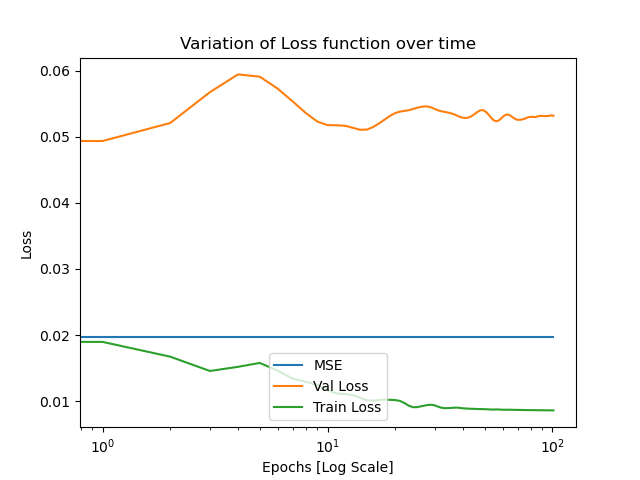 Variation of Loss function over time
0.06
0.05
0.04
0.03
0.02
0.01
Loss
MSE
Val Loss
Train Loss
10⁰
10¹
10²
Epochs [Log Scale]